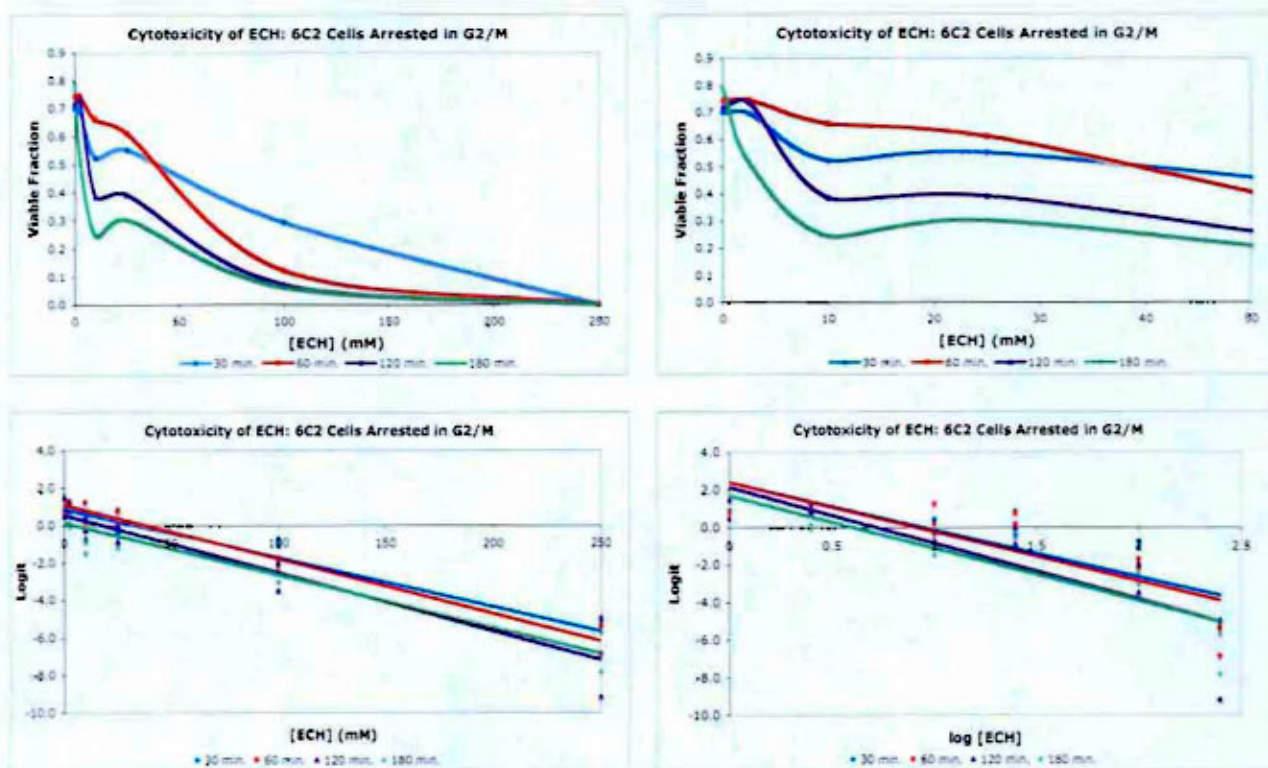 Cytotoxicity of ECH: 6C2 Cells Arrested in G2/M
0.9
0.8
0.7
0.6
0.5
0.4
0.3
0.2
0.1
0.0
Viable Fraction
0 50 100 150 200 250
[ECH] (mM)
30 min. 60 min. 120 min. 180 min.
Cytotoxicity of ECH: 6C2 Cells Arrested in G2/M
0.9
0.8
0.7
0.6
0.5
0.4
0.3
0.2
0.1
0.0
Viable Fraction
0 10 20 30 40
[ECH] (mM)
30 min. 60 min. 120 min. 180 min.
Cytotoxicity of ECH: 6C2 Cells Arrested in G2/M
4.0
2.0
0.0
-2.0
-4.0
-6.0
-8.0
-10.0
Logit
0 50 100 150 200 250
[ECH] (mM)
30 min. 60 min. 120 min. 180 min.
Cytotoxicity of ECH: 6C2 Cells Arrested in G2/M
4.0
2.0
0.0
-2.0
-4.0
-6.0
-8.0
-10.0
Logit
0 0.5 1 1.5 2 2.5
log [ECH]
30 min. 60 min. 120 min. 180 min.